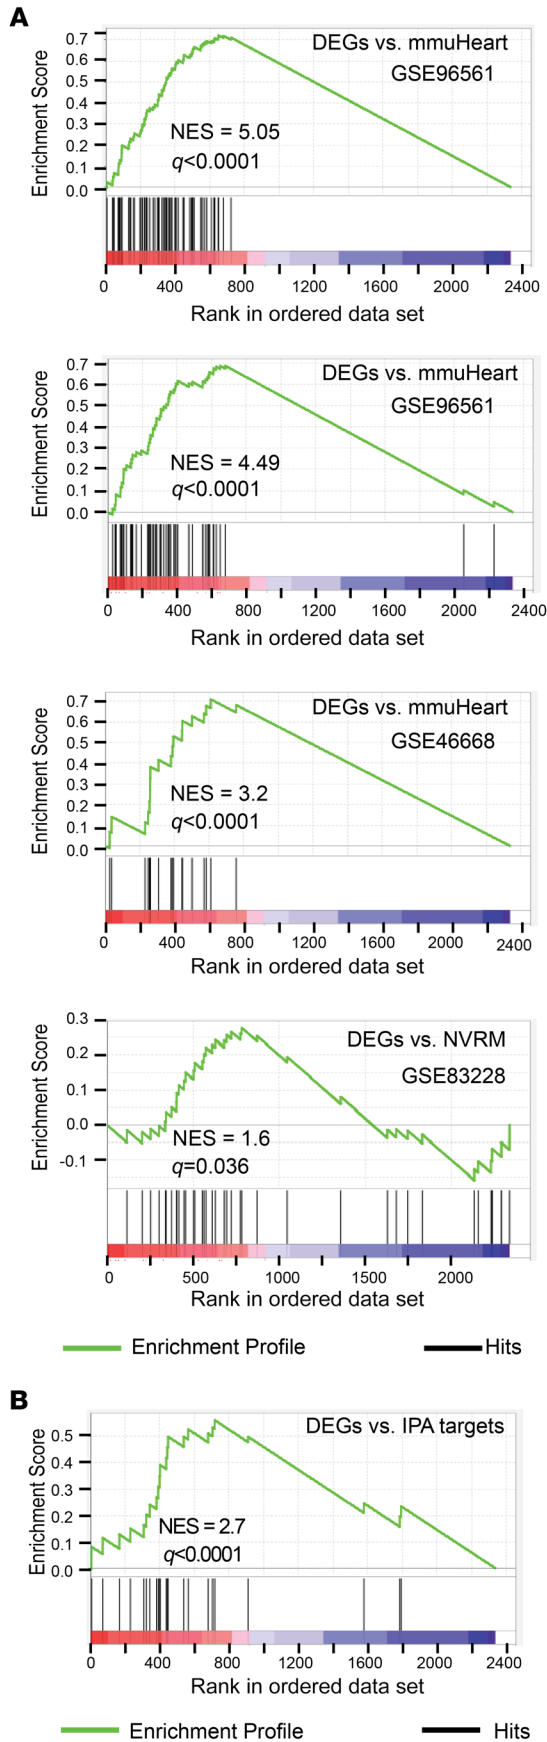 A
DEGs vs. mmuHeart
GSE96561
NES = 5.05
q<0.0001
Enrichment Score
0.7
0.6
0.5
0.4
0.3
0.2
0.1
0.0
0 400 800 1200 1600 2000 2400
Rank in ordered data set
DEGs vs. mmuHeart
GSE96561
NES = 4.49
q<0.0001
Enrichment Score
0.7
0.6
0.5
0.4
0.3
0.2
0.1
0.0
0 400 800 1200 1600 2000 2400
Rank in ordered data set
DEGs vs. mmuHeart
GSE46668
NES = 3.2
q<0.0001
Enrichment Score
0.7
0.6
0.5
0.4
0.3
0.2
0.1
0.0
0 400 800 1200 1600 2000 2400
Rank in ordered data set
DEGs vs. NVRM
GSE83228
NES = 1.6
q=0.036
Enrichment Score
0.3
0.2
0.1
0.0
-0.1
0 500 1000 1500 2000
Rank in ordered data set
Enrichment Profile Hits
B
DEGs vs. IPA targets
NES = 2.7
q<0.0001
Enrichment Score
0.5
0.4
0.3
0.2
0.1
0.0
0 400 800 1200 1600 2000 2400
Rank in ordered data set
Enrichment Profile Hits